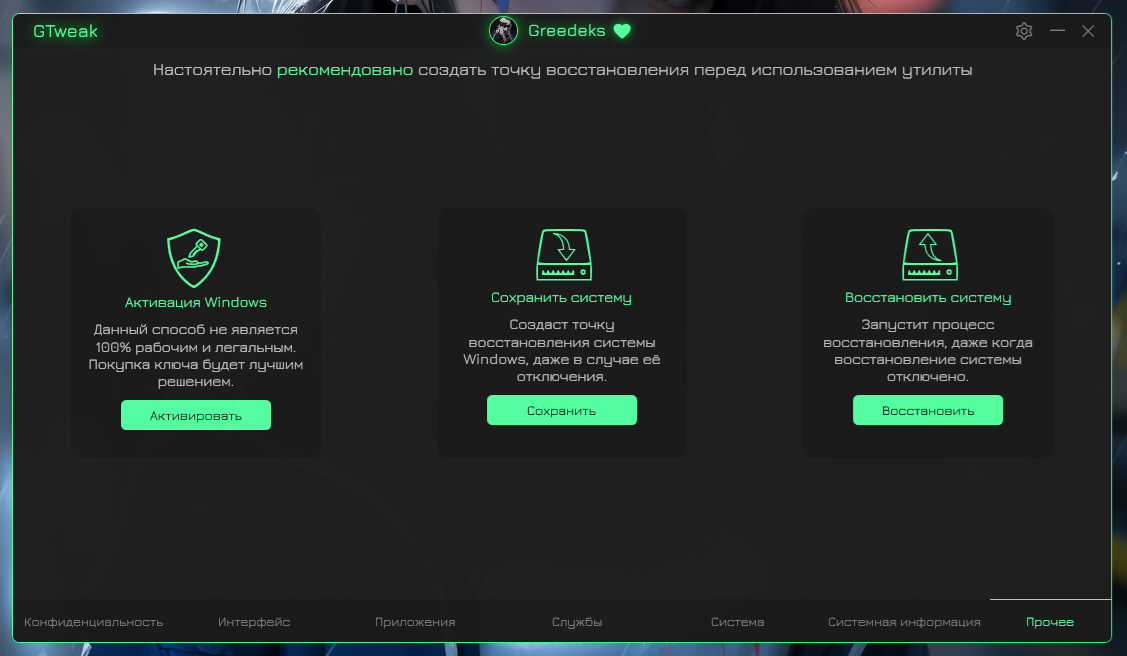 GTweak
Greedeks
Настоятельно рекомендовано создать точку восстановления перед использованием утилиты
Активация Windows
Данный способ не является
100% рабочим и легальным.
Покупка ключа будет лучшим
решением.
Активировать
Сохранить систему
Создаст точку
восстановления системы
Windows, даже в случае её
отключения.
Сохранить
Восстановить систему
Запустит процесс
восстановления, даже когда
восстановление системы
отключено.
Восстановить
Конфиденциальность
Интерфейс
Приложения
Службы
Система
Системная информация
Прочее